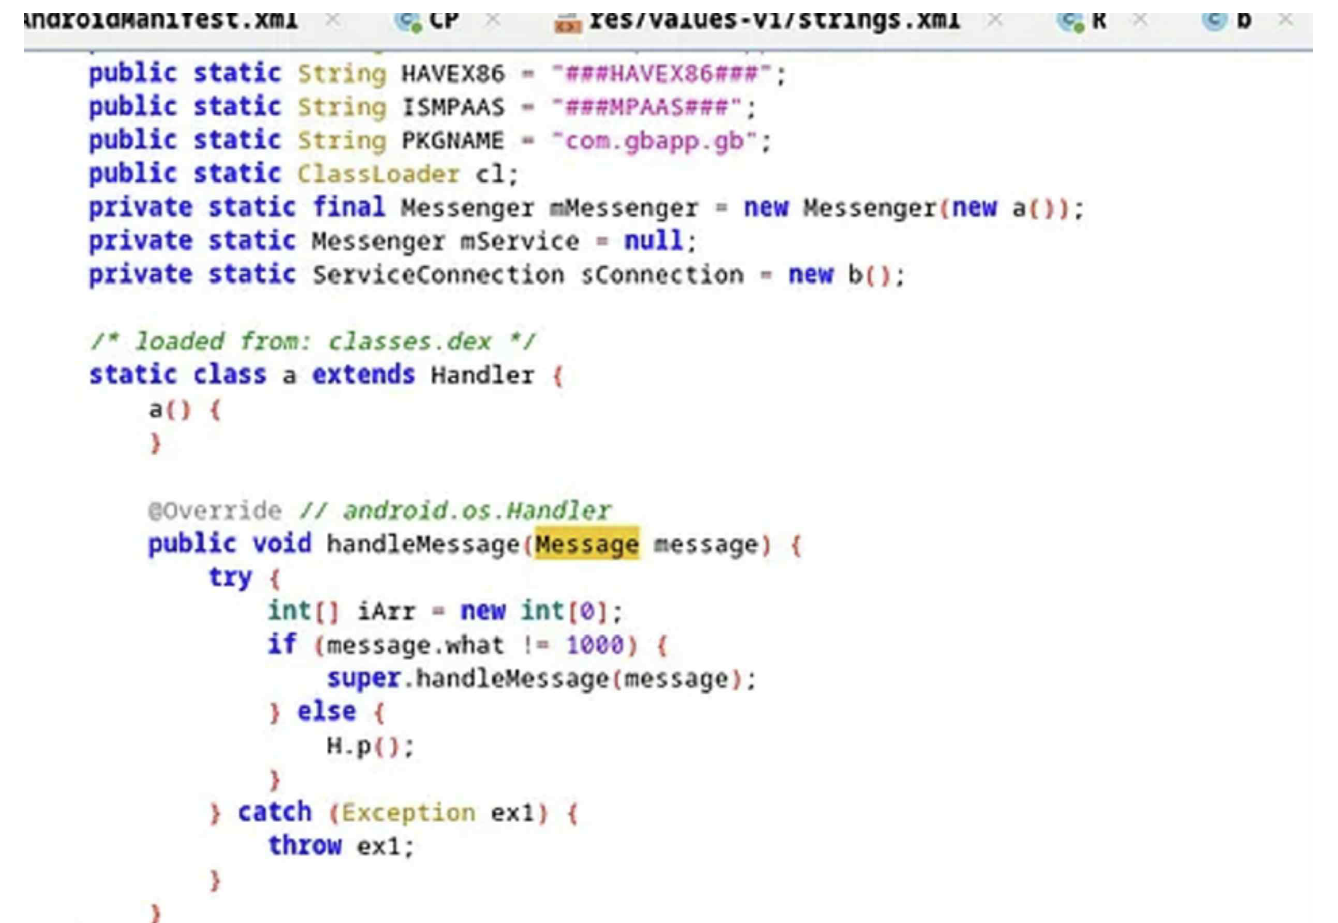 AndroidManifest.xml × CP × res/values-vi/strings.xml × R × b ×
public static String HAVEX86 = "###HAVEX86###";
public static String ISMPAAS = "###MPAAS###";
public static String PKGNAME = "com.gbapp.gb";
public static ClassLoader cl;
private static final Messenger mMessenger = new Messenger(new a());
private static Messenger mService = null;
private static ServiceConnection sConnection = new b();
/* loaded from: classes.dex */
static class a extends Handler {
a() {
}
@Override // android.os.Handler
public void handleMessage(Message message) {
try {
int[] iArr = new int[0];
if (message.what != 1000) {
super.handleMessage(message);
} else {
H.p();
}
} catch (Exception ex1) {
throw ex1;
}
}